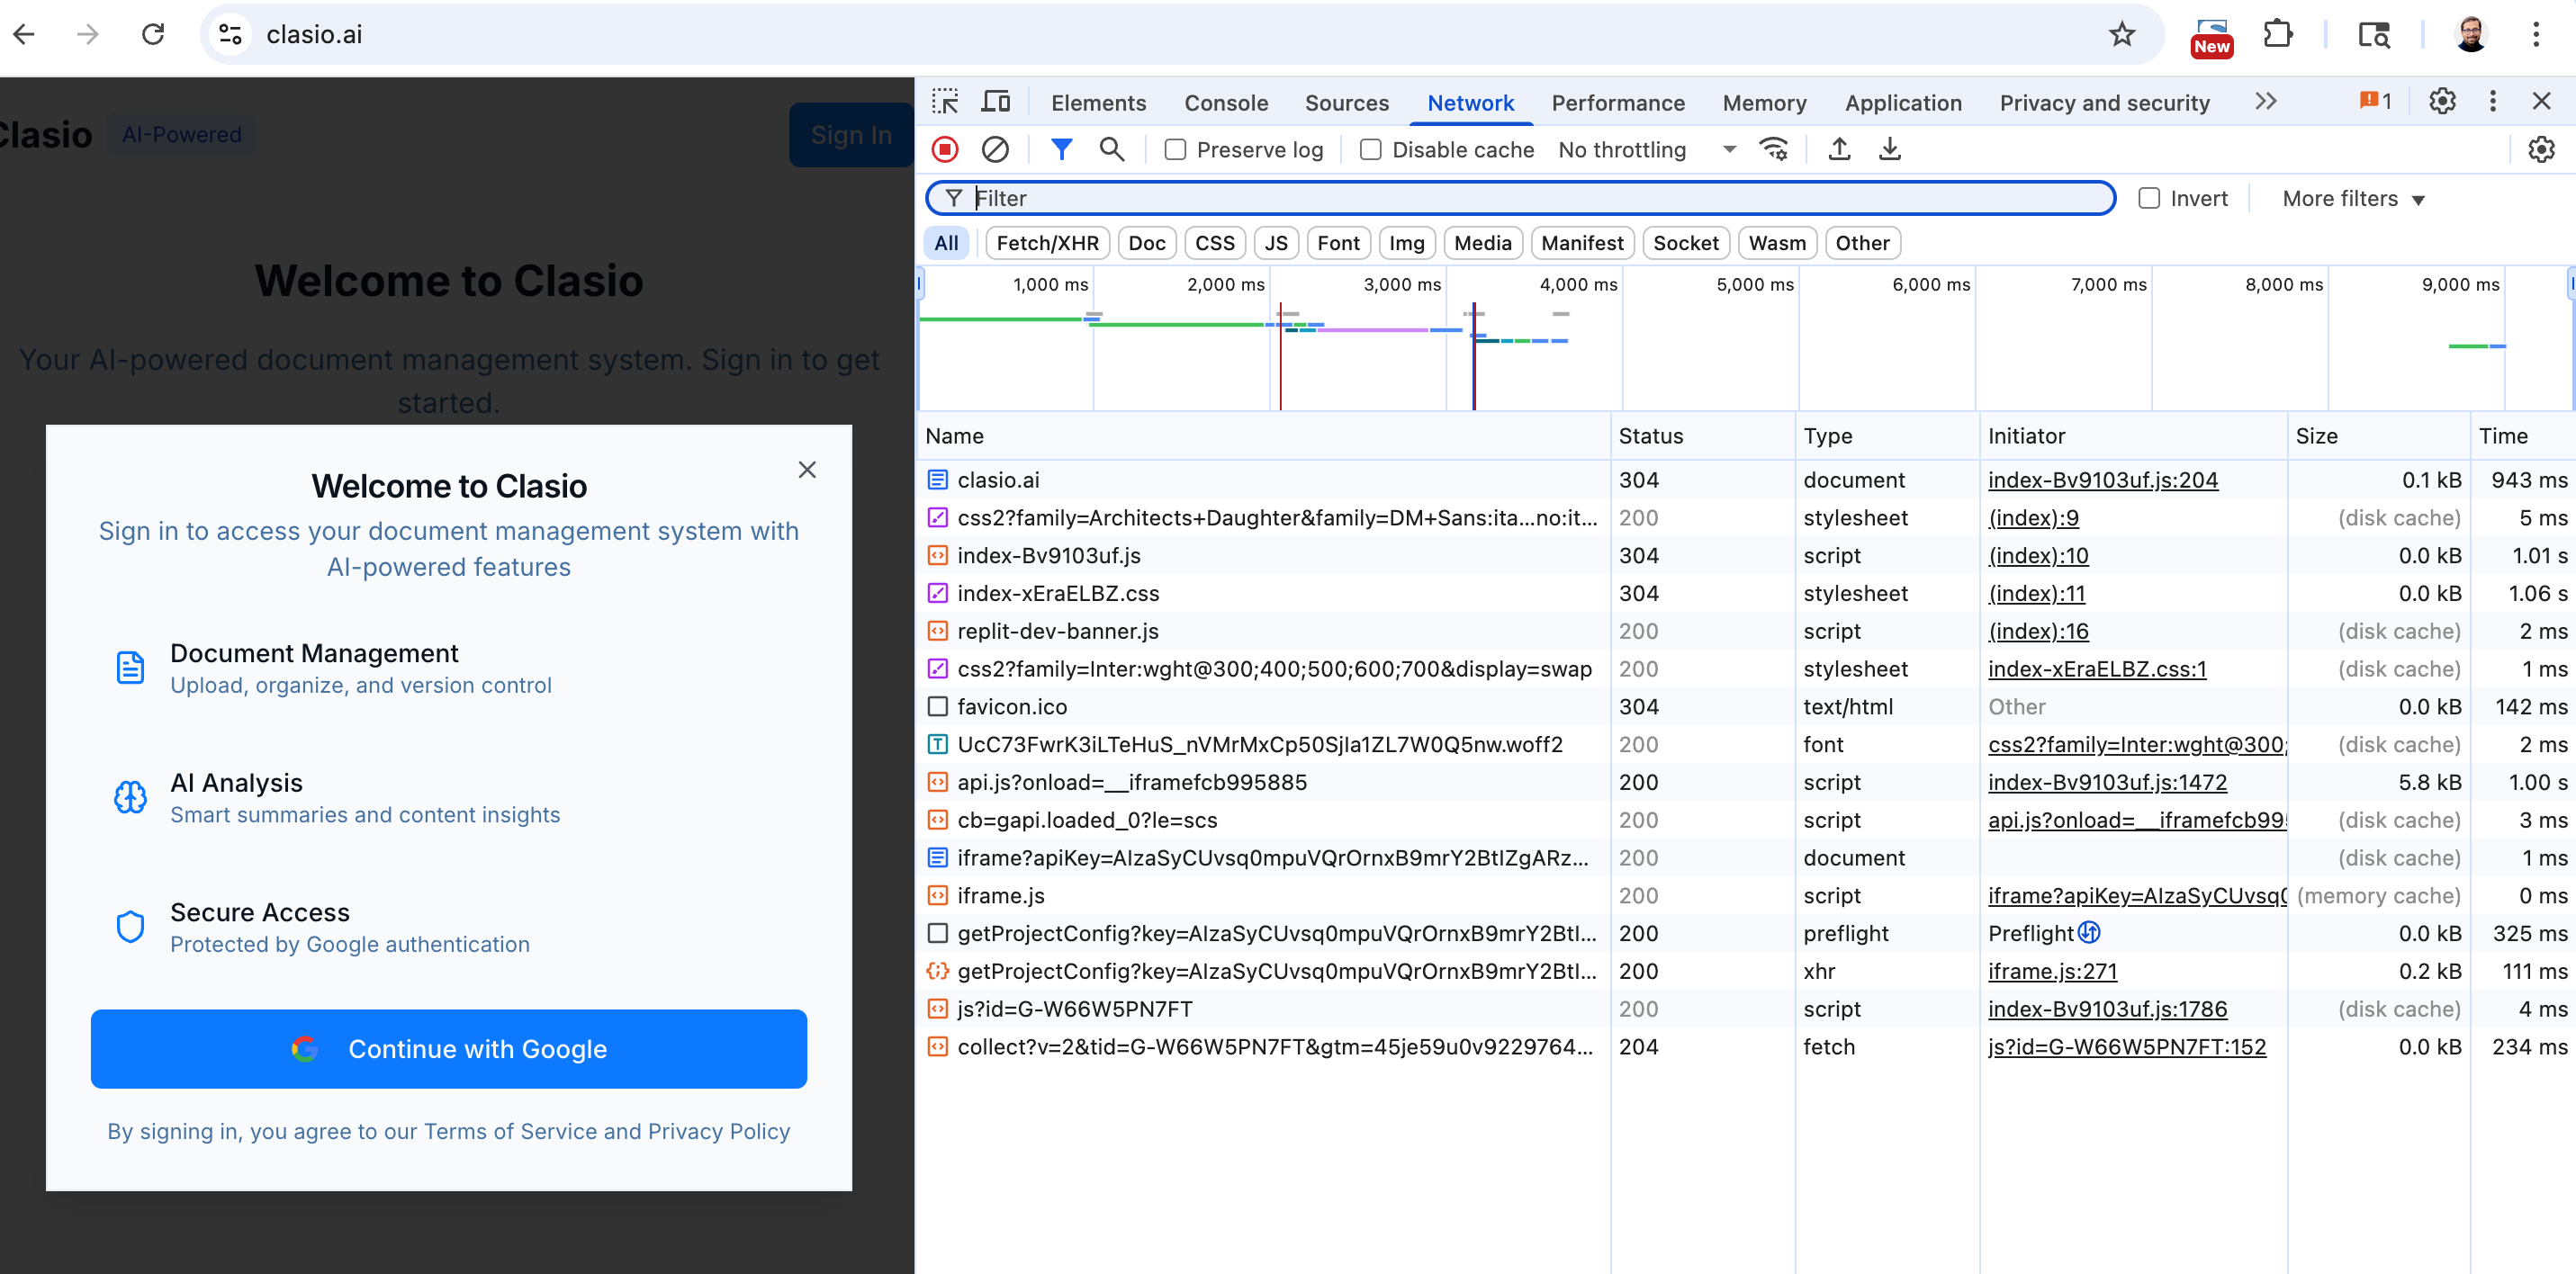 clasio.ai
New
Clasio AI-Powered Sign In
Welcome to Clasio
Your AI-powered document management system. Sign in to get
started.
Welcome to Clasio
Sign in to access your document management system with
AI-powered features
Document Management
Upload, organize, and version control
AI Analysis
Smart summaries and content insights
Secure Access
Protected by Google authentication
Continue with Google
By signing in, you agree to our Terms of Service and Privacy Policy
Elements Console Sources Network Performance Memory Application Privacy and security 1
Preserve log Disable cache No throttling
Filter Invert More filters
All Fetch/XHR Doc CSS JS Font Img Media Manifest Socket Wasm Other
1,000 ms 2,000 ms 3,000 ms 4,000 ms 5,000 ms 6,000 ms 7,000 ms 8,000 ms 9,000 ms
Name Status Type Initiator Size Time
clasio.ai 304 document index-Bv9103uf.js:204 0.1 kB 943 ms
css2?family=Architects+Daughter&family=DM+Sans:ita...no:it... 200 stylesheet (index):9 (disk cache) 5 ms
index-Bv9103uf.js 304 script (index):10 0.0 kB 1.01 s
index-xEraELBZ.css 304 stylesheet (index):11 0.0 kB 1.06 s
replit-dev-banner.js 200 script (index):16 (disk cache) 2 ms
css2?family=Inter:wght@300;400;500;600;700&display=swap 200 stylesheet index-xEraELBZ.css:1 (disk cache) 1 ms
favicon.ico 304 text/html Other 0.0 kB 142 ms
UcC73FwrK3iLTeHuS_nVMrMxCp50SjIa1ZL7W0Q5nw.woff2 200 font css2?family=Inter:wght@300; (disk cache) 2 ms
api.js?onload=__iframefcb995885 200 script index-Bv9103uf.js:1472 5.8 kB 1.00 s
cb=gapi.loaded_0?le=scs 200 script api.js?onload=__iframefcb99 (disk cache) 3 ms
iframe?apiKey=AIzaSyCUvsq0mpuVQrOrnxB9mrY2BtIZgARz... 200 document (disk cache) 1 ms
iframe.js 200 script iframe?apiKey=AIzaSyCUvsq0 (memory cache) 0 ms
getProjectConfig?key=AIzaSyCUvsq0mpuVQrOrnxB9mrY2BtI... 200 preflight Preflight 0.0 kB 325 ms
getProjectConfig?key=AIzaSyCUvsq0mpuVQrOrnxB9mrY2BtI... 200 xhr iframe.js:271 0.2 kB 111 ms
js?id=G-W66W5PN7FT 200 script index-Bv9103uf.js:1786 (disk cache) 4 ms
collect?v=2&tid=G-W66W5PN7FT&gtm=45je59u0v9229764... 204 fetch js?id=G-W66W5PN7FT:152 0.0 kB 234 ms